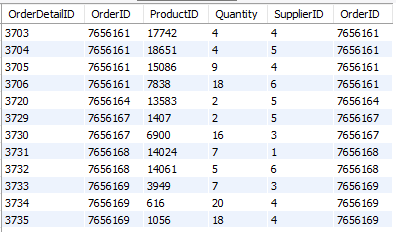 OrderDetailID OrderID ProductID Quantity SupplierID OrderID
3703 7656161 17742 4 4 7656161
3704 7656161 18651 4 5 7656161
3705 7656161 15086 9 4 7656161
3706 7656161 7838 18 6 7656161
3720 7656164 13583 2 5 7656164
3729 7656167 1407 2 5 7656167
3730 7656167 6900 16 3 7656167
3731 7656168 14024 7 1 7656168
3732 7656168 14061 5 6 7656168
3733 7656169 3949 7 3 7656169
3734 7656169 616 20 4 7656169
3735 7656169 1056 18 4 7656169